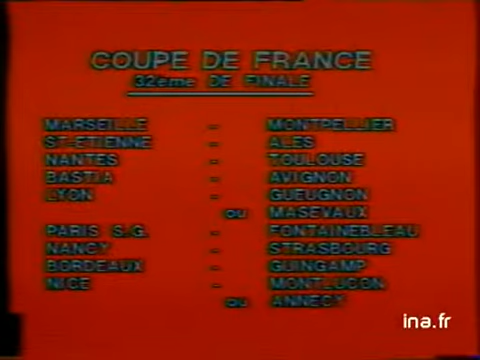 COUPE DE FRANCE
32ème DE FINALE
MARSEILLE - MONTPELLIER
ST-ETIENNE - ALES
NANTES - TOULOUSE
BASTIA - AVIGNON
LYON - GUEUGNON
ou MASEVAUX
PARIS S.G. - FONTAINEBLEAU
NANCY - STRASBOURG
BORDEAUX - GUINGAMP
NICE - MONTLUCON
ou ANNECY
ina.fr